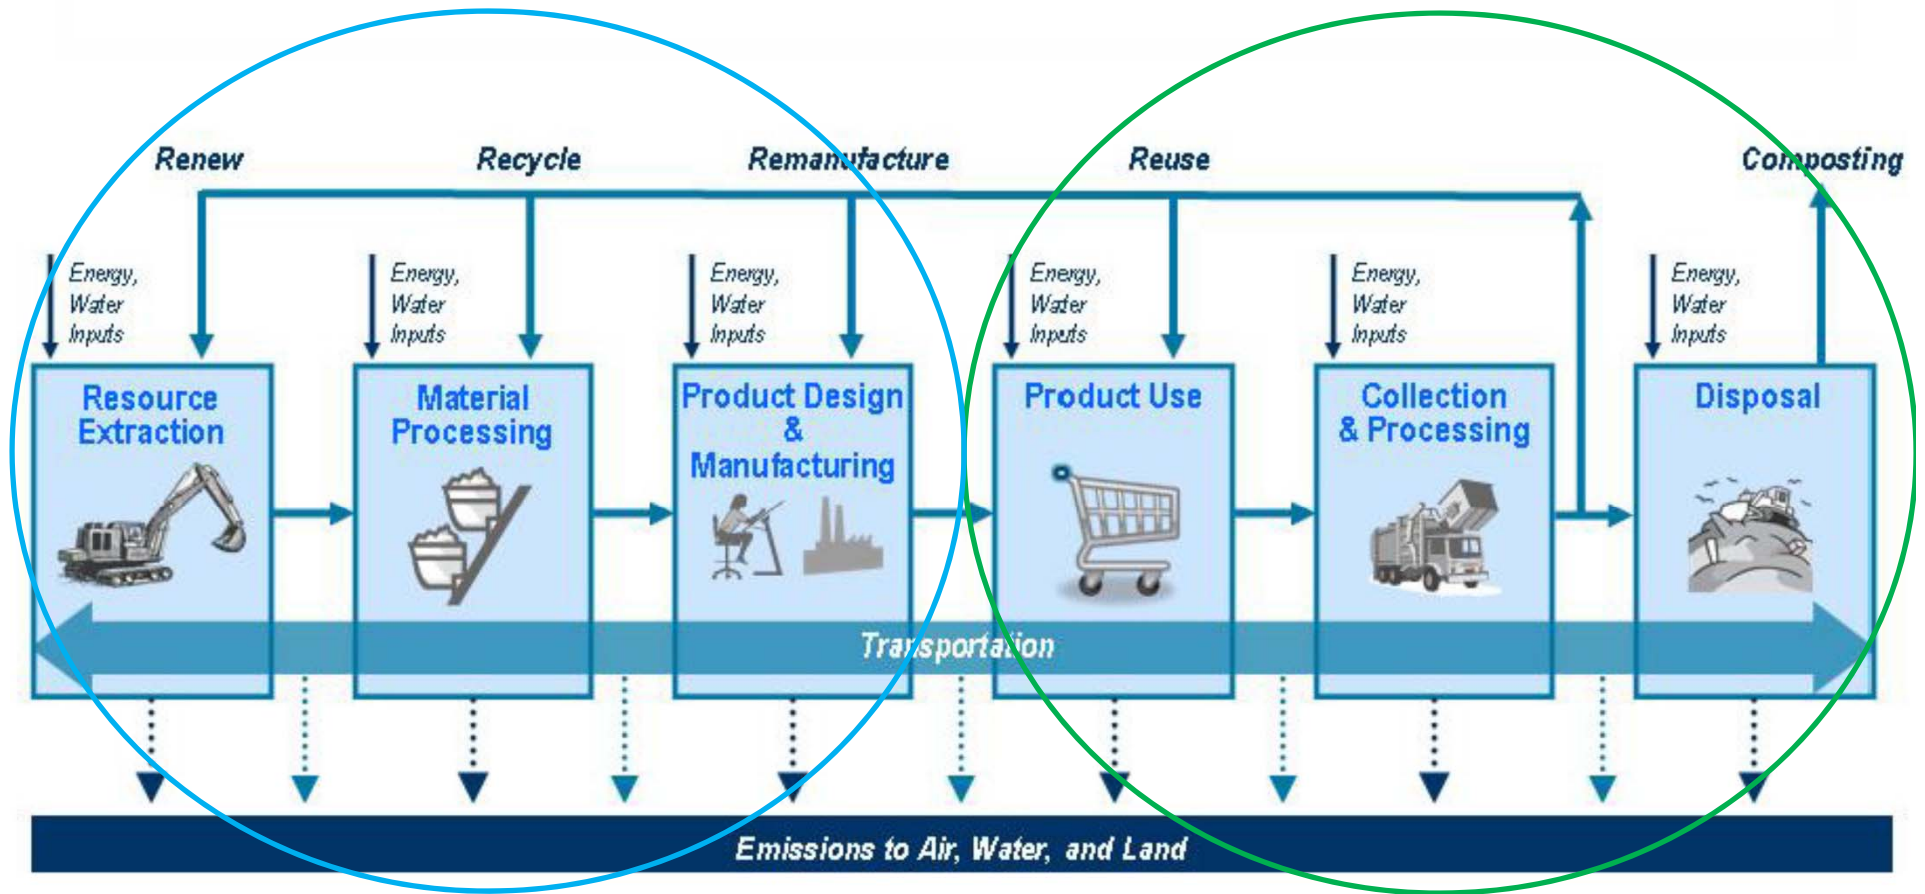 Renew
Recycle
Remanufacture
Reuse
Composting
Energy,
Water
Inputs
Energy,
Water
Inputs
Energy,
Water
Inputs
Energy,
Water
Inputs
Energy,
Water
Inputs
Energy,
Water
Inputs
Resource
Extraction
Material
Processing
Product Design
&
Manufacturing
Product Use
Collection
& Processing
Disposal
Transportation
Emissions to Air, Water, and Land